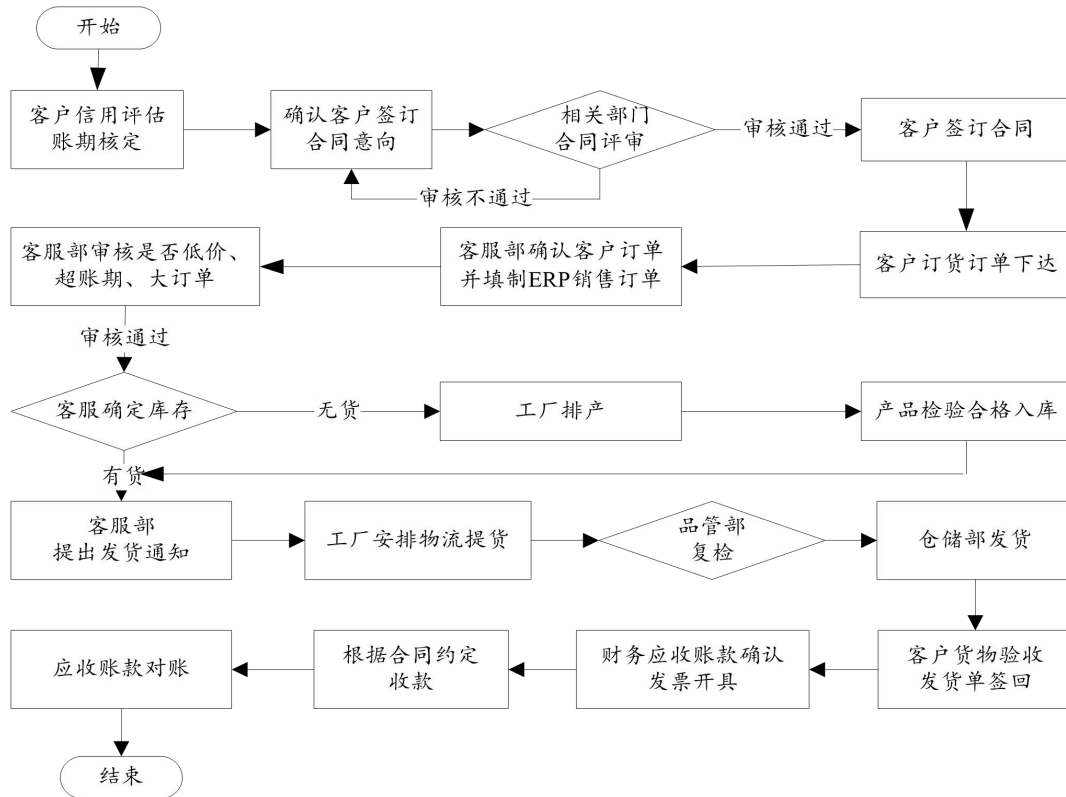 开始
客户信用评估
账期核定
确认客户签订
合同意向
相关部门
合同评审
审核通过
客户签订合同
审核不通过
客服部审核是否低价、
超账期、大订单
客服部确认客户订单
并填制ERP销售订单
客户订货订单下达
审核通过
客服确定库存
无货
工厂排产
产品检验合格入库
有货
客服部
提出发货通知
工厂安排物流提货
品管部
复检
仓储部发货
应收账款对账
根据合同约定
收款
财务应收账款确认
发票开具
客户货物验收
发货单签回
结束